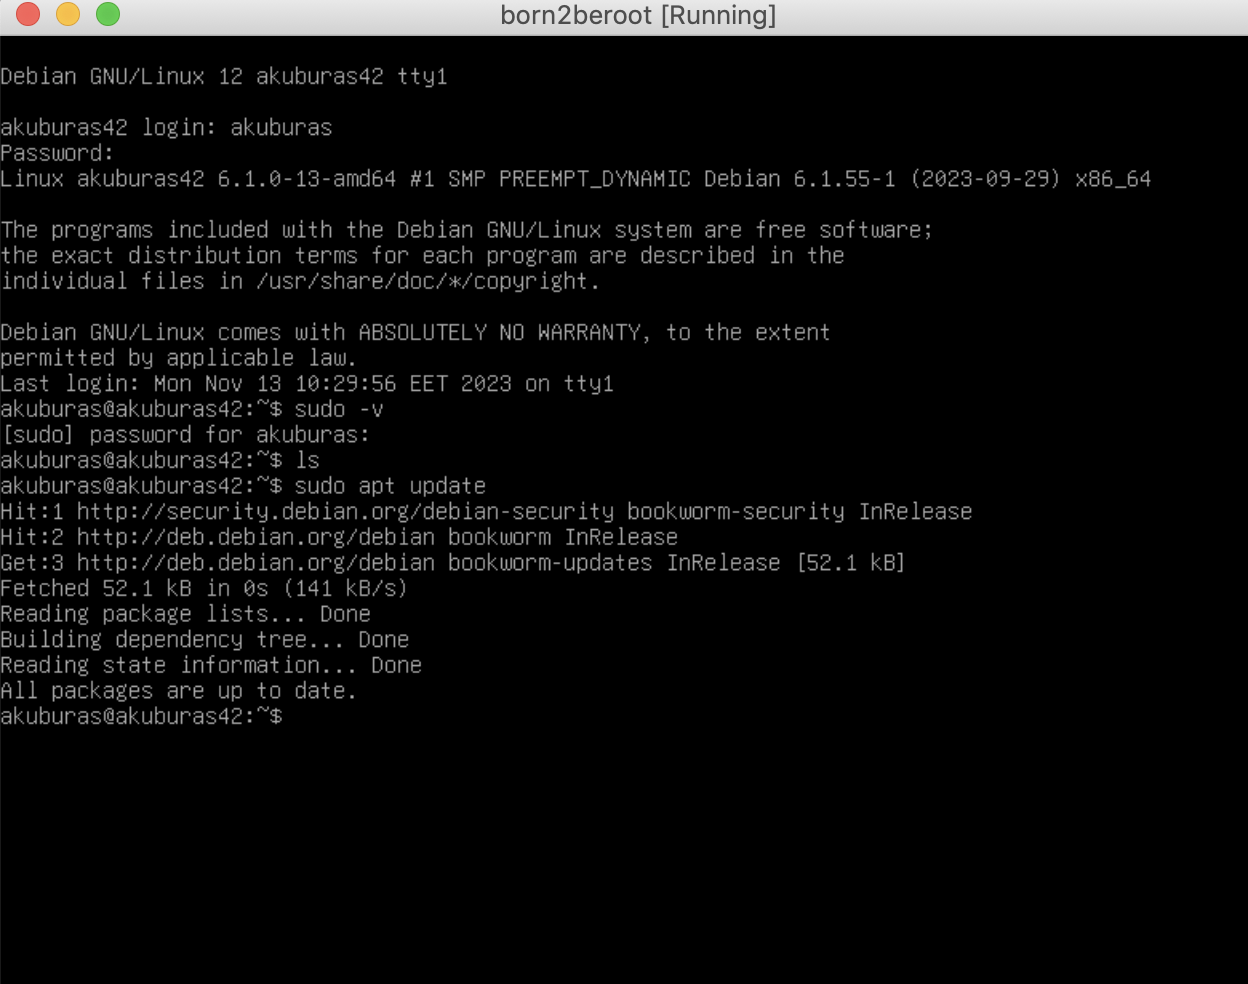 born2beroot [Running]
Debian GNU/Linux 12 akuburas42 tty1
akuburas42 login: akuburas
Password:
Linux akuburas42 6.1.0-13-amd64 #1 SMP PREEMPT_DYNAMIC Debian 6.1.55-1 (2023-09-29) x86_64
The programs included with the Debian GNU/Linux system are free software;
the exact distribution terms for each program are described in the
individual files in /usr/share/doc/*/copyright.
Debian GNU/Linux comes with ABSOLUTELY NO WARRANTY, to the extent
permitted by applicable law.
Last login: Mon Nov 13 10:29:56 EET 2023 on tty1
akuburas@akuburas42:~$ sudo -v
[sudo] password for akuburas:
akuburas@akuburas42:~$ ls
akuburas@akuburas42:~$ sudo apt update
Hit:1 http://security.debian.org/debian-security bookworm-security InRelease
Hit:2 http://deb.debian.org/debian bookworm InRelease
Get:3 http://deb.debian.org/debian bookworm-updates InRelease [52.1 kB]
Fetched 52.1 kB in 0s (141 kB/s)
Reading package lists... Done
Building dependency tree... Done
Reading state information... Done
All packages are up to date.
akuburas@akuburas42:~$